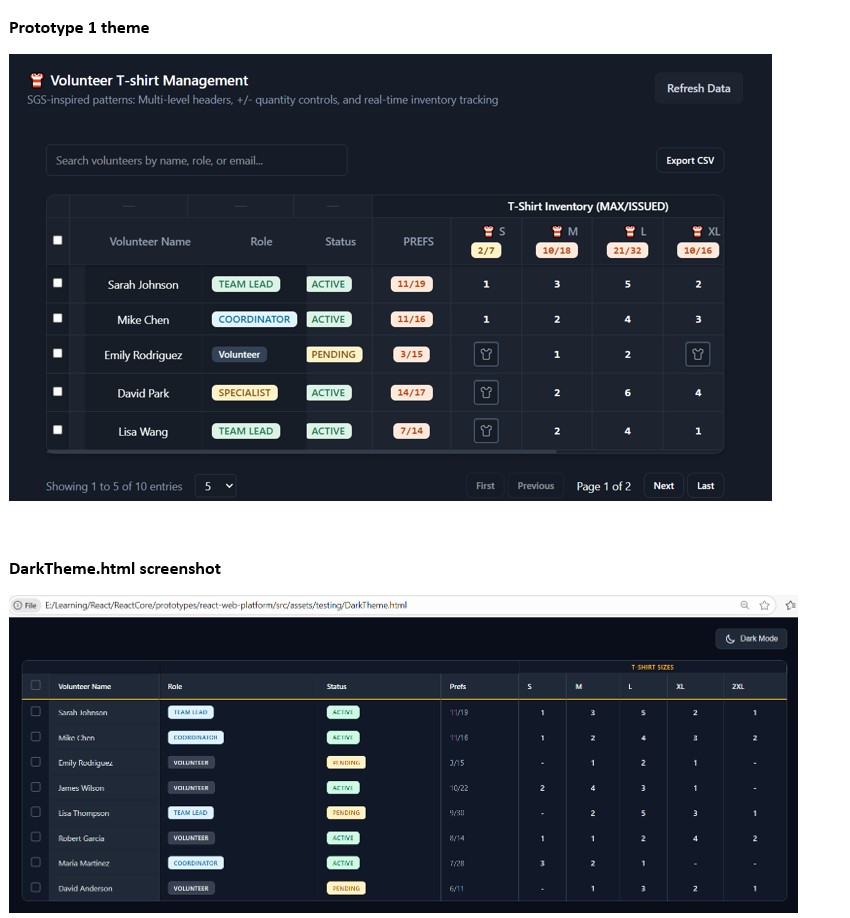 Prototype 1 theme
Volunteer T-shirt Management
SGS-inspired patterns: Multi-level headers, +/- quantity controls, and real-time inventory tracking
Refresh Data
Search volunteers by name, role, or email...
Export CSV
— — — T-Shirt Inventory (MAX/ISSUED)
Volunteer Name Role Status PREFS S M L XL
2/7 10/18 21/32 10/16
Sarah Johnson TEAM LEAD ACTIVE 11/19 1 3 5 2
Mike Chen COORDINATOR ACTIVE 11/16 1 2 4 3
Emily Rodriguez Volunteer PENDING 3/15 1 2
David Park SPECIALIST ACTIVE 14/17 2 6 4
Lisa Wang TEAM LEAD ACTIVE 7/14 2 4 1
Showing 1 to 5 of 10 entries 5 First Previous Page 1 of 2 Next Last
DarkTheme.html screenshot
File E:/Learning/React/ReactCore/prototypes/react-web-platform/src/assets/testing/DarkTheme.html
Dark Mode
T-SHIRT SIZES
Volunteer Name Role Status Prefs S M L XL 2XL
Sarah Johnson TEAM LEAD ACTIVE 11/19 1 3 5 2 1
Mike Chen COORDINATOR ACTIVE 11/16 1 2 4 3 2
Emily Rodriguez VOLUNTEER PENDING 3/15 - 1 2 1 -
James Wilson VOLUNTEER ACTIVE 10/22 2 4 3 1 -
Lisa Thompson TEAM LEAD PENDING 9/30 - 2 5 3 1
Robert Garcia VOLUNTEER ACTIVE 8/14 1 1 2 4 2
Maria Martinez COORDINATOR ACTIVE 7/28 3 2 1 - -
David Anderson VOLUNTEER PENDING 6/11 - 1 3 2 1